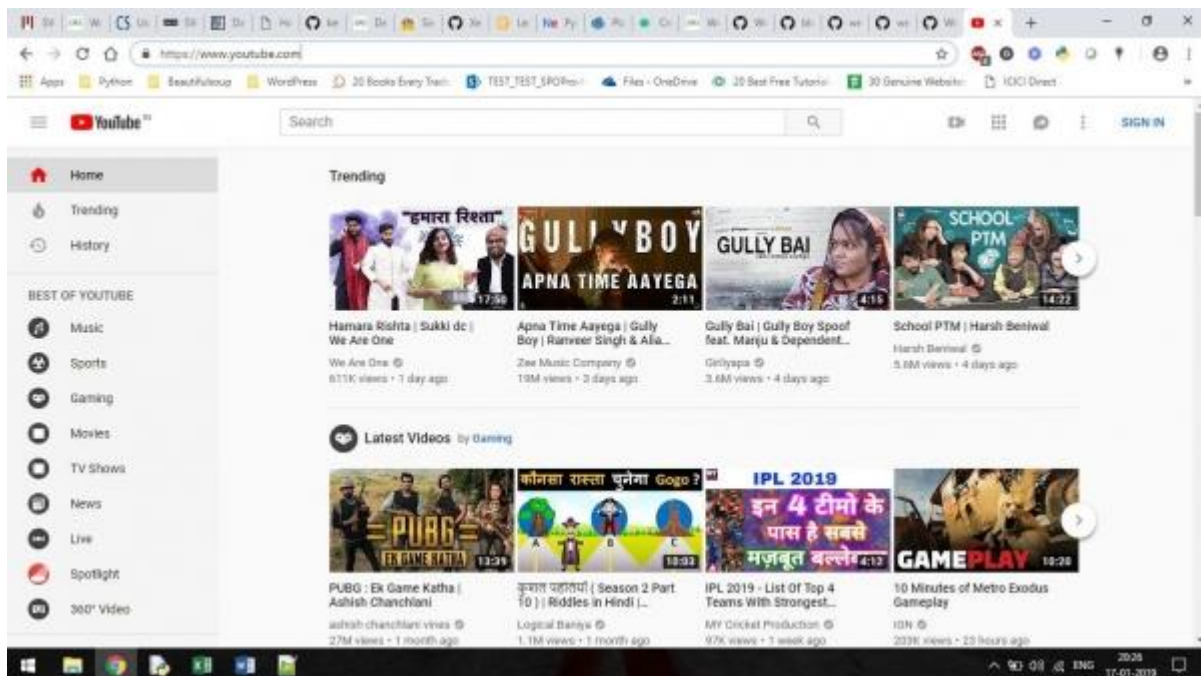 https://www.youtube.com
Apps Python Beautifulsoup WordPress 20 Books Every TEST_TEST_SPOPro Files - OneDrive 20 Best Free Tutorial 30 Genuine Website ICICI Direct
YouTube IN
Search
SIGN IN
Home
Trending
History
BEST OF YOUTUBE
Music
Sports
Gaming
Movies
TV Shows
News
Live
Spotlight
360° Video
Trending
"हमारा रिश्ता"
17:50
GULLY BOY
APNA TIME AAYEGA
2:11
GULLY BAI
4:15
SCHOOL
PTM
14:22
Hamara Rishta | Sukki dc |
We Are One
We Are One
611K views • 1 day ago
Apna Time Aayega | Gully
Boy | Ranveer Singh & Alia...
Zee Music Company
19M views • 3 days ago
Gully Bai | Gully Boy Spoof
feat. Manju & Dependent...
Girliyapa
3.6M views • 4 days ago
School PTM | Harsh Beniwal
Harsh Beniwal
5.6M views • 4 days ago
Latest Videos by Gaming
PUBG
EK GAME KATHA
13:39
कौनसा रास्ता चुनेगा Gogo ?
A B C
10:03
MY
IPL 2019
इन 4 टीमो के
पास है सबसे
मज़बूत
4:12
GAMEPLAY
10:20
PUBG : Ek Game Katha |
Ashish Chanchlani
ashish chanchlani vines
27M views • 1 month ago
( Season 2 Part
10 ) | Riddles in Hindi |...
Logical Baniya
1.1M views • 1 month ago
IPL 2019 - List Of Top 4
Teams With Strongest...
MY Cricket Production
97K views • 1 week ago
10 Minutes of Metro Exodus
Gameplay
IGN
203K views • 23 hours ago
ENG
20:26
17-01-2019